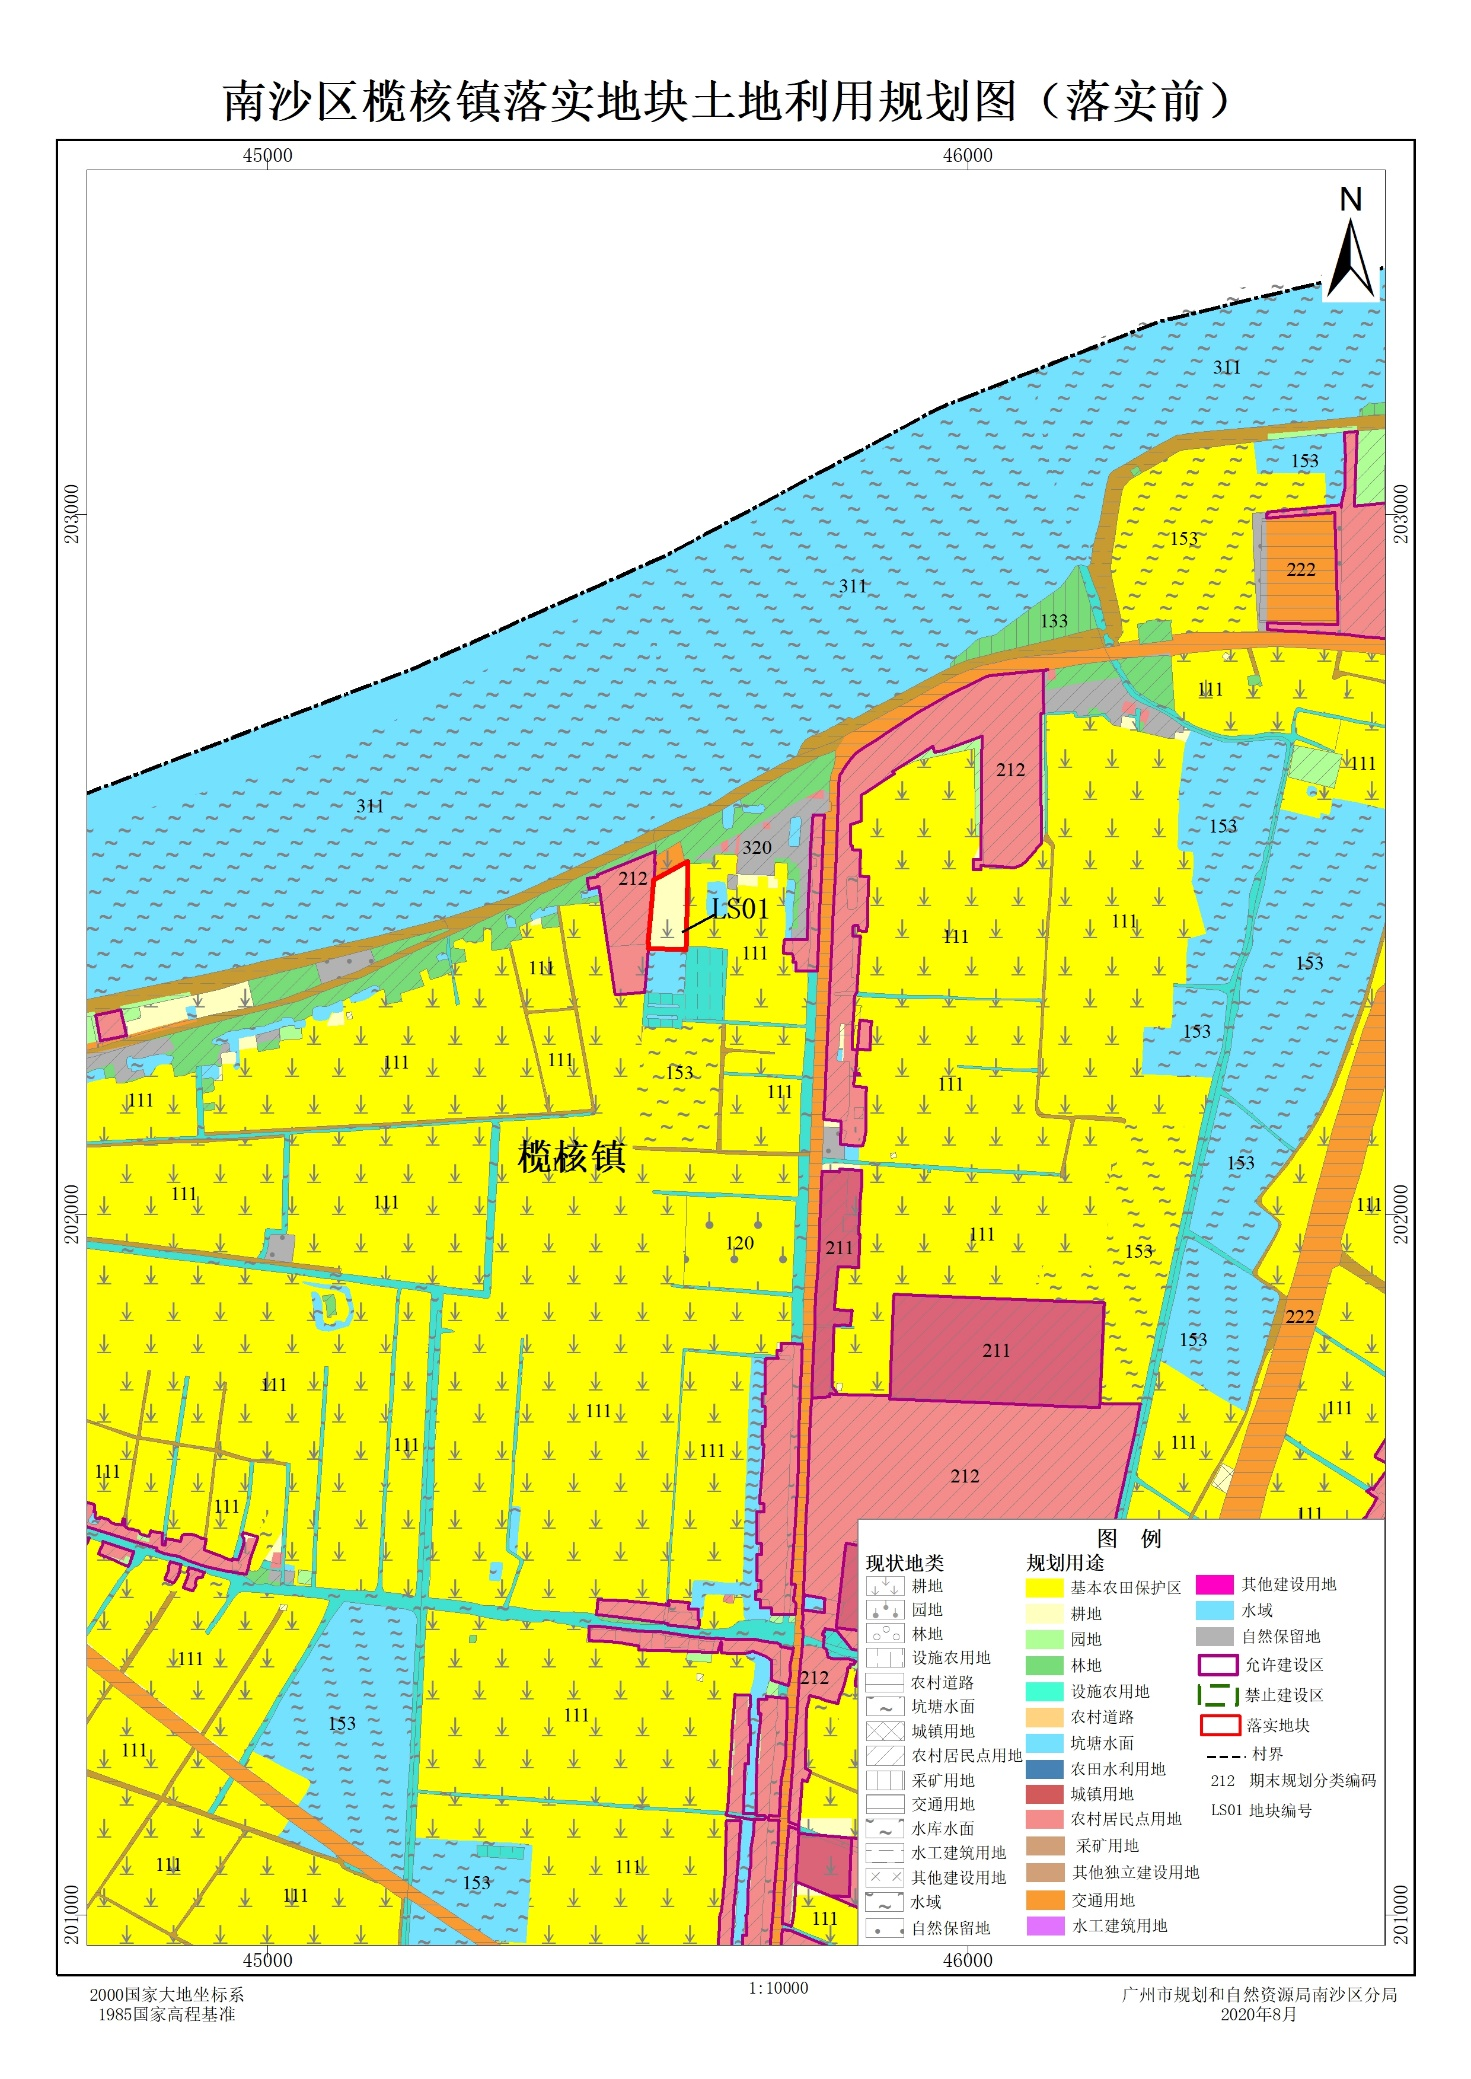 南沙区榄核镇落实地块土地利用规划图（落实前）
45000
46000
N
311
203000
153
203000
153
222
311
133
111
212
111
311
153
320
212
LS01
111
111
111
111
153
111
153
111
111
153
111
111
111
153
榄核镇
153
111
111
202000
111
202000
120
211
111
153
222
153
211
111
111
111
111
111
111
111
212
111
111
111
212
111
153
111
111
111
153
111
111
201000
201000
图 例
现状地类
耕地
园地
林地
设施农用地
农村道路
坑塘水面
城镇用地
农村居民点用地
采矿用地
交通用地
水库水面
水工建筑用地
其他建设用地
水域
自然保留地
规划用途
基本农田保护区
耕地
园地
林地
设施农用地
农村道路
坑塘水面
农田水利用地
城镇用地
农村居民点用地
采矿用地
其他独立建设用地
交通用地
水工建筑用地
其他建设用地
水域
自然保留地
允许建设区
禁止建设区
落实地块
村界
212 期末规划分类编码
LS01 地块编号
45000
46000
2000国家大地坐标系
1985国家高程基准
1:10000
广州市规划和自然资源局南沙区分局
2020年8月